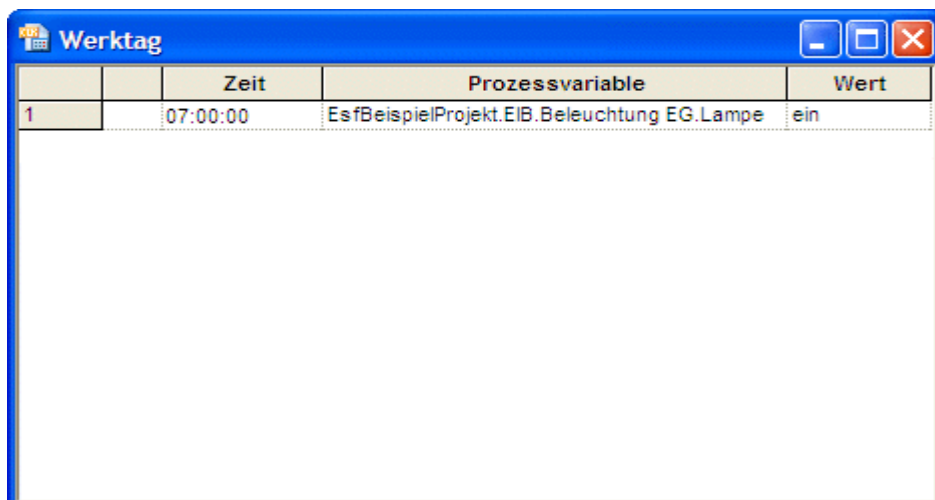 Werktag
Zeit Prozessvariable Wert
1 07:00:00 EsfBeispielProjekt.EIB.Beleuchtung EG.Lampe ein